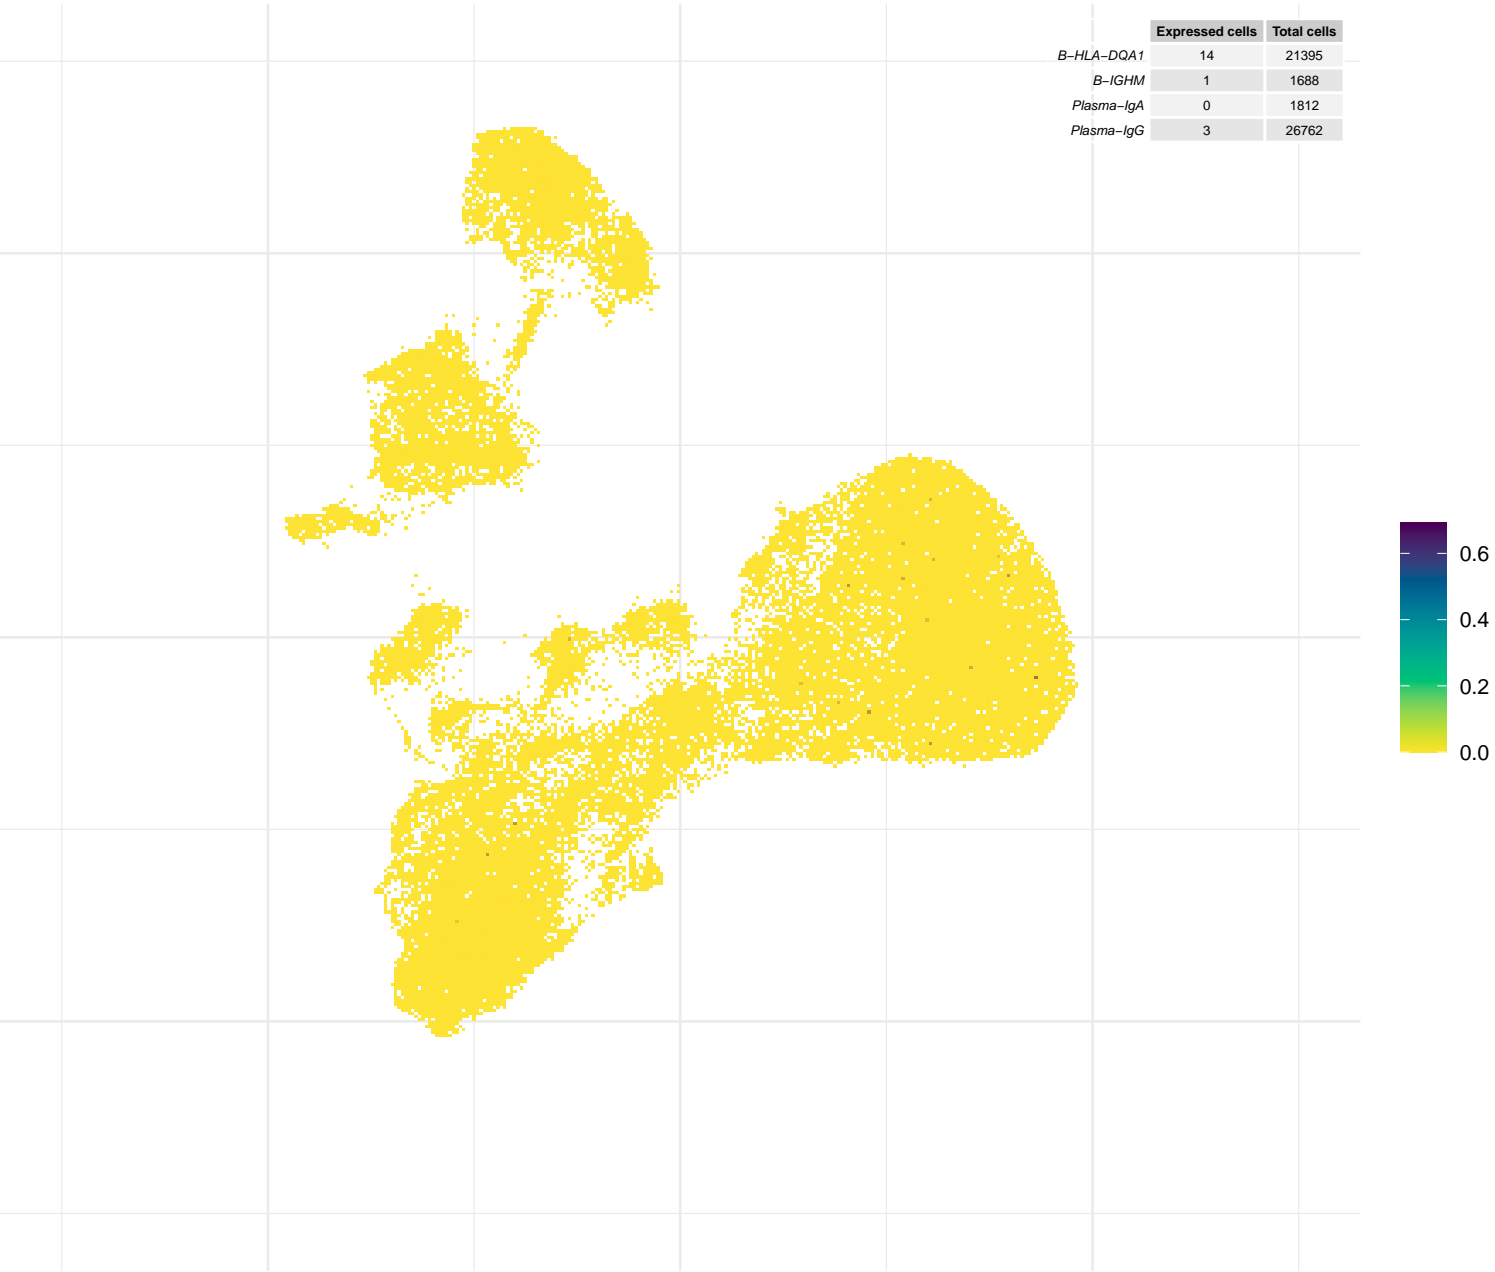 Expressed cells Total cells
B−HLA−DQA1 14 21395
B−IGHM 1 1688
Plasma−IgA 0 1812
Plasma−IgG 3 26762
0.6
0.4
0.2
0.0